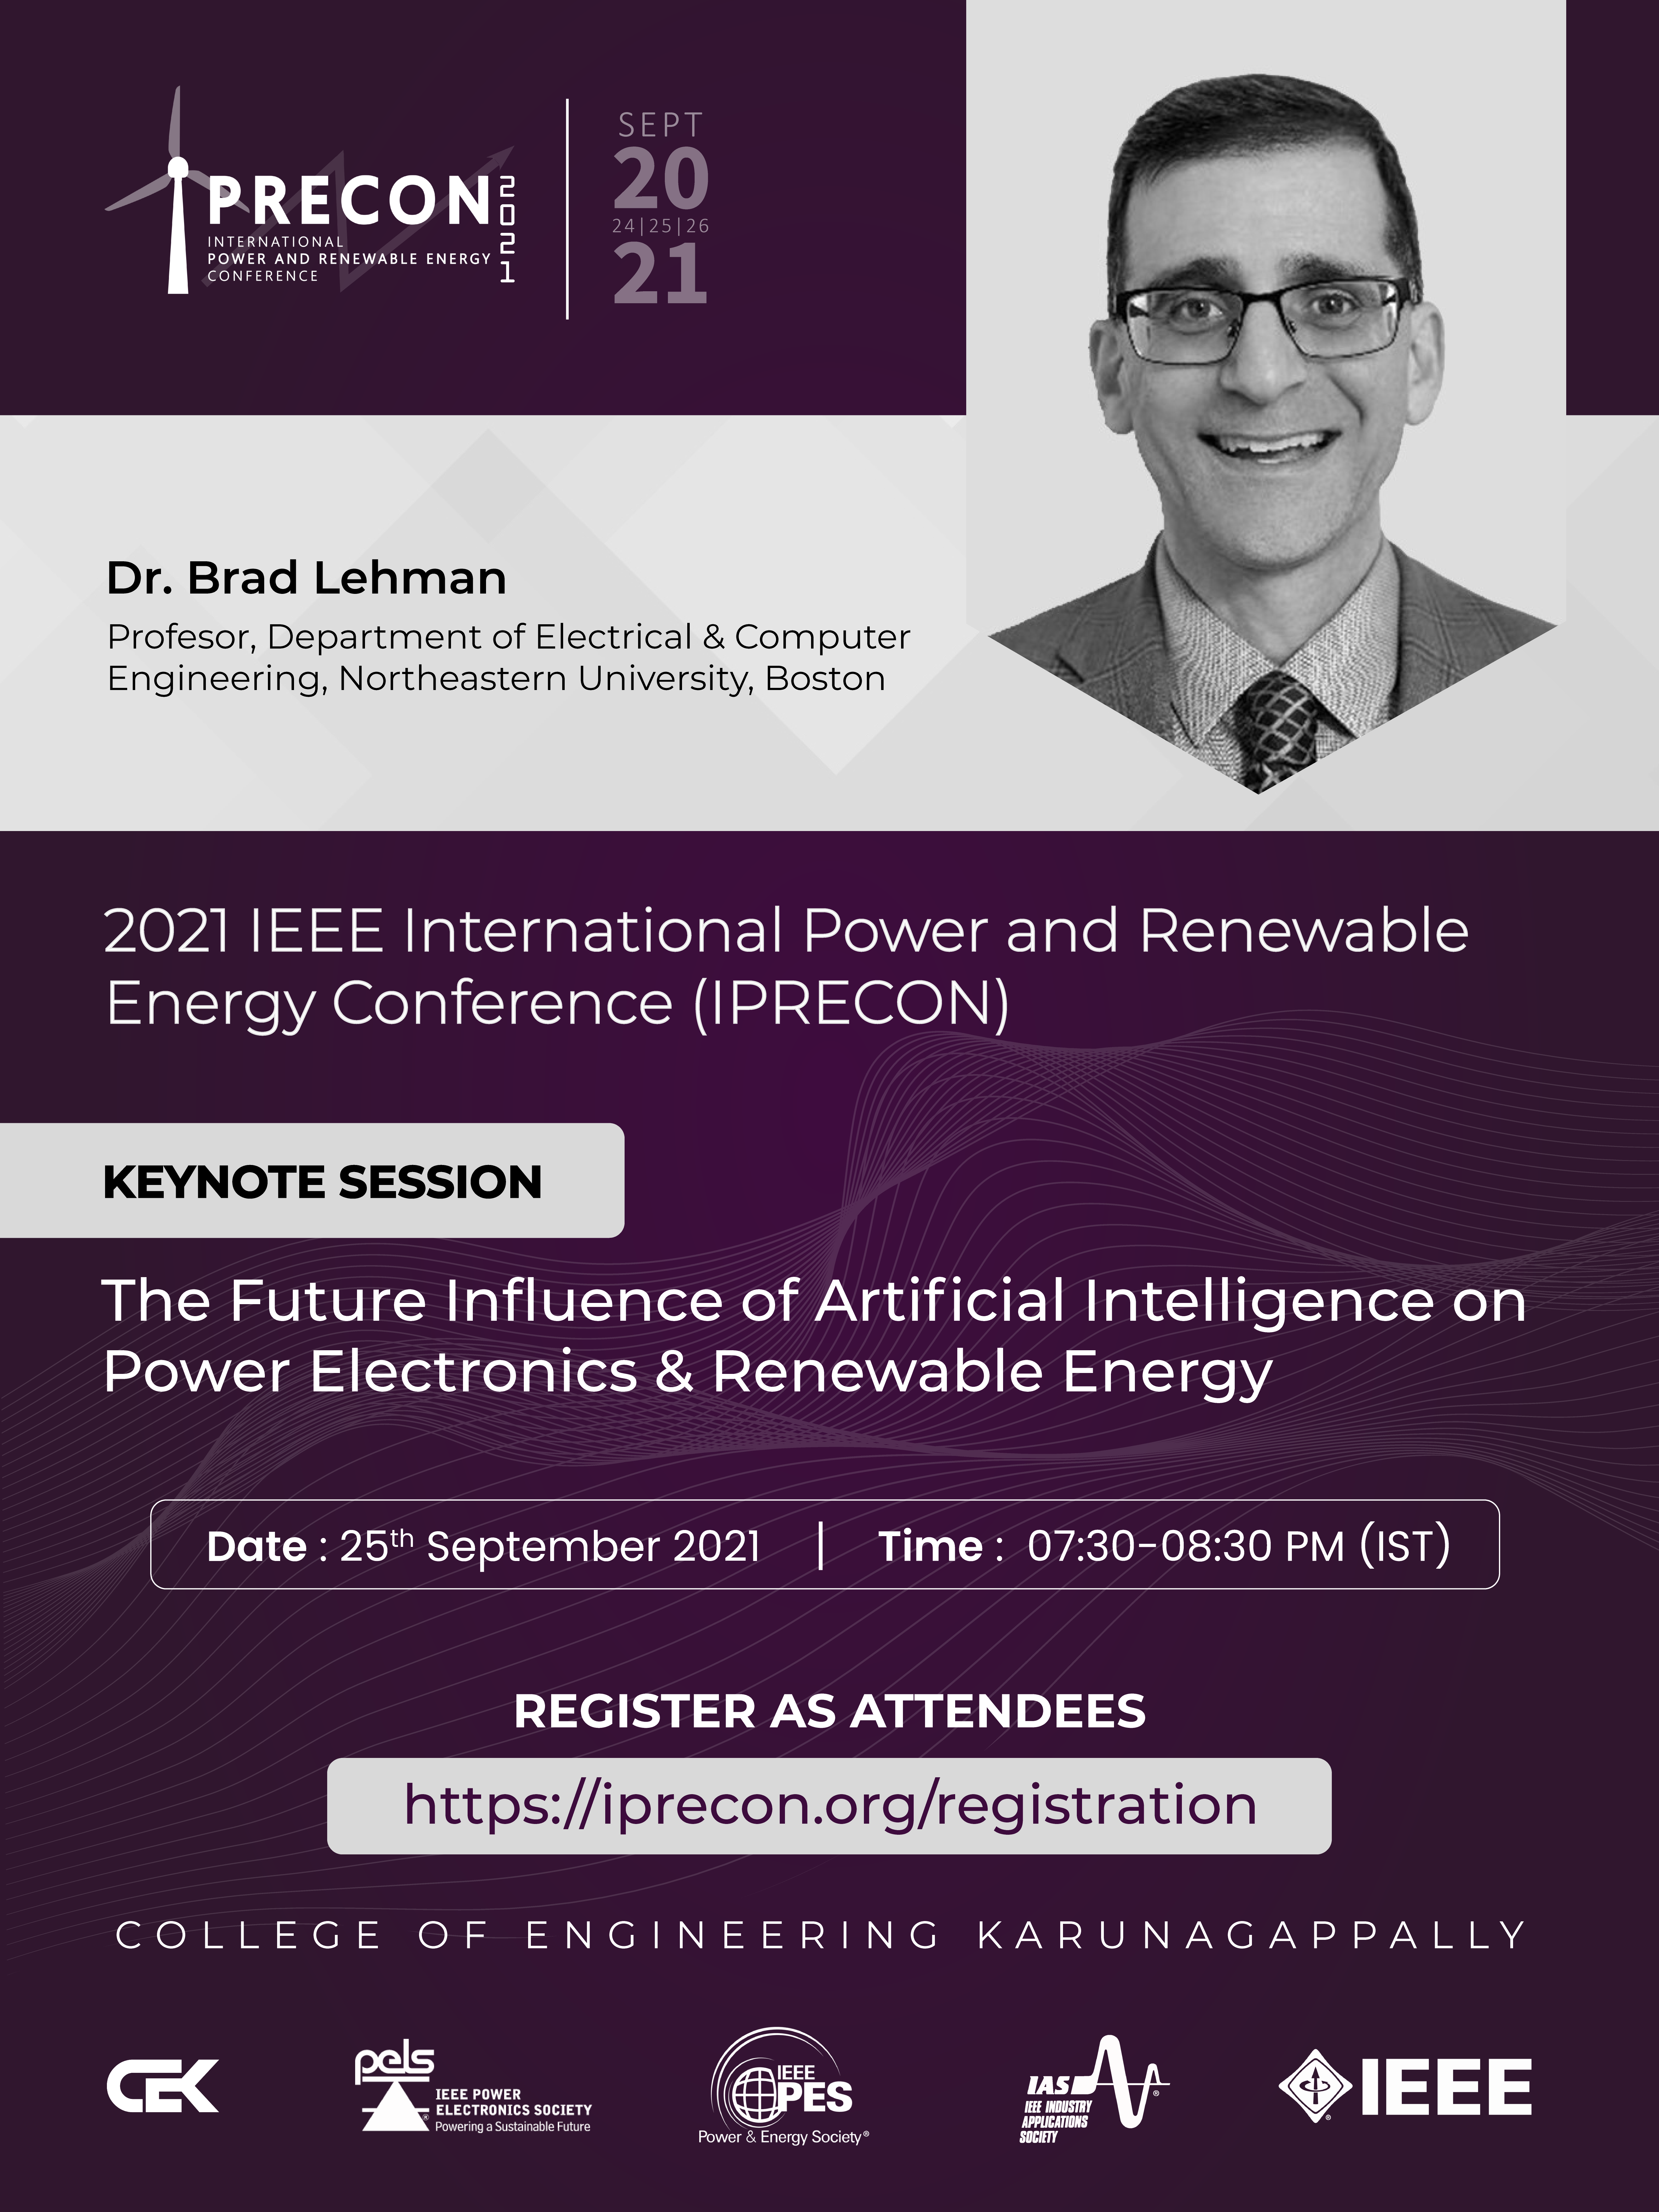 IPRECON
2021
INTERNATIONAL
POWER AND RENEWABLE ENERGY
CONFERENCE
SEPT
20
24|25|26
21
Dr. Brad Lehman
Profesor, Department of Electrical & Computer
Engineering, Northeastern University, Boston
2021 IEEE International Power and Renewable
Energy Conference (IPRECON)
KEYNOTE SESSION
The Future Influence of Artificial Intelligence on
Power Electronics & Renewable Energy
Date : 25th September 2021 | Time : 07:30-08:30 PM (IST)
REGISTER AS ATTENDEES
https://iprecon.org/registration
COLLEGE OF ENGINEERING KARUNAGAPPALLY
CEK
pels
IEEE POWER
ELECTRONICS SOCIETY
®
Powering a Sustainable Future
IEEE
PES
Power & Energy Society®
IAS
®
IEEE INDUSTRY
APPLICATIONS
SOCIETY
IEEE
®